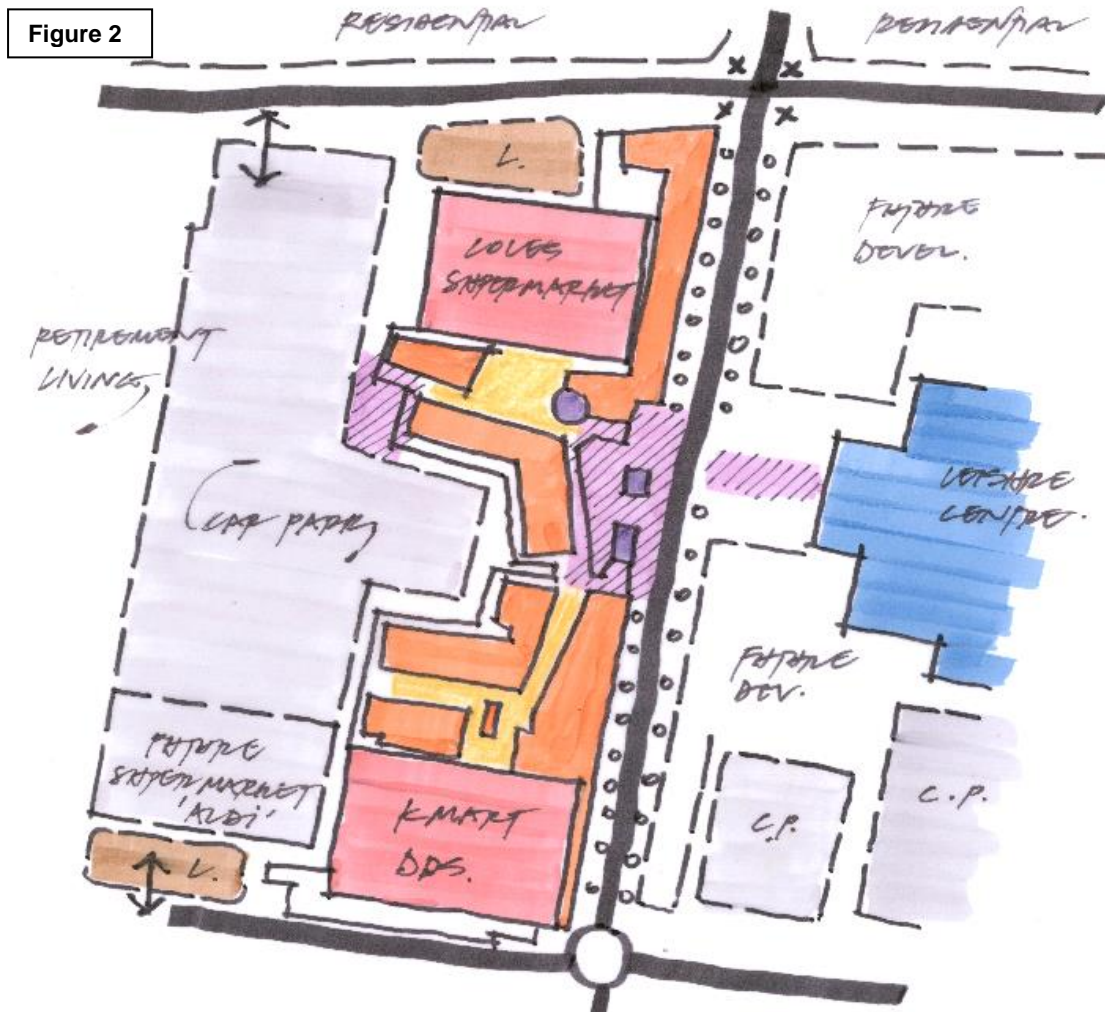 Figure 2
RESIDENTIAL
RESIDENTIAL
L.
COLES
SUPERMARKET
FUTURE
DEVEL.
RETIREMENT
LIVING
CAR PARK
LEISURE
CENTRE.
FUTURE
DEV.
FUTURE
SUPERMARKET
'ALDI'
KMART
DDS.
C.P.
C.P.
L.